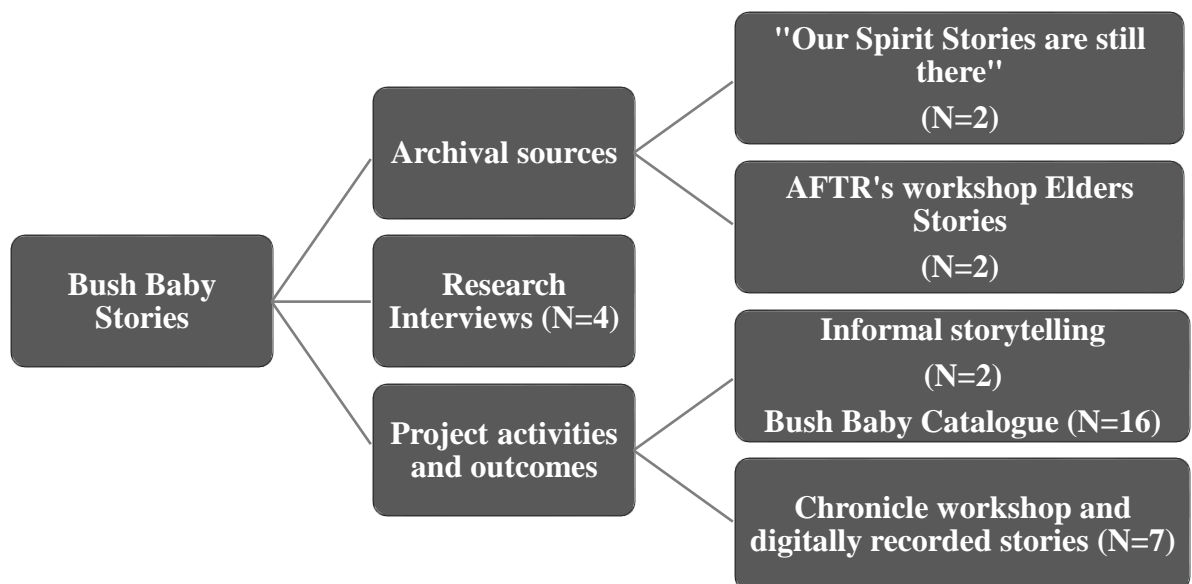 Bush Baby
Stories
Archival sources
"Our Spirit Stories are still
there"
(N=2)
AFTR's workshop Elders
Stories
(N=2)
Research
Interviews (N=4)
Project activities
and outcomes
Informal storytelling
(N=2)
Bush Baby Catalogue (N=16)
Chronicle workshop and
digitally recorded stories (N=7)